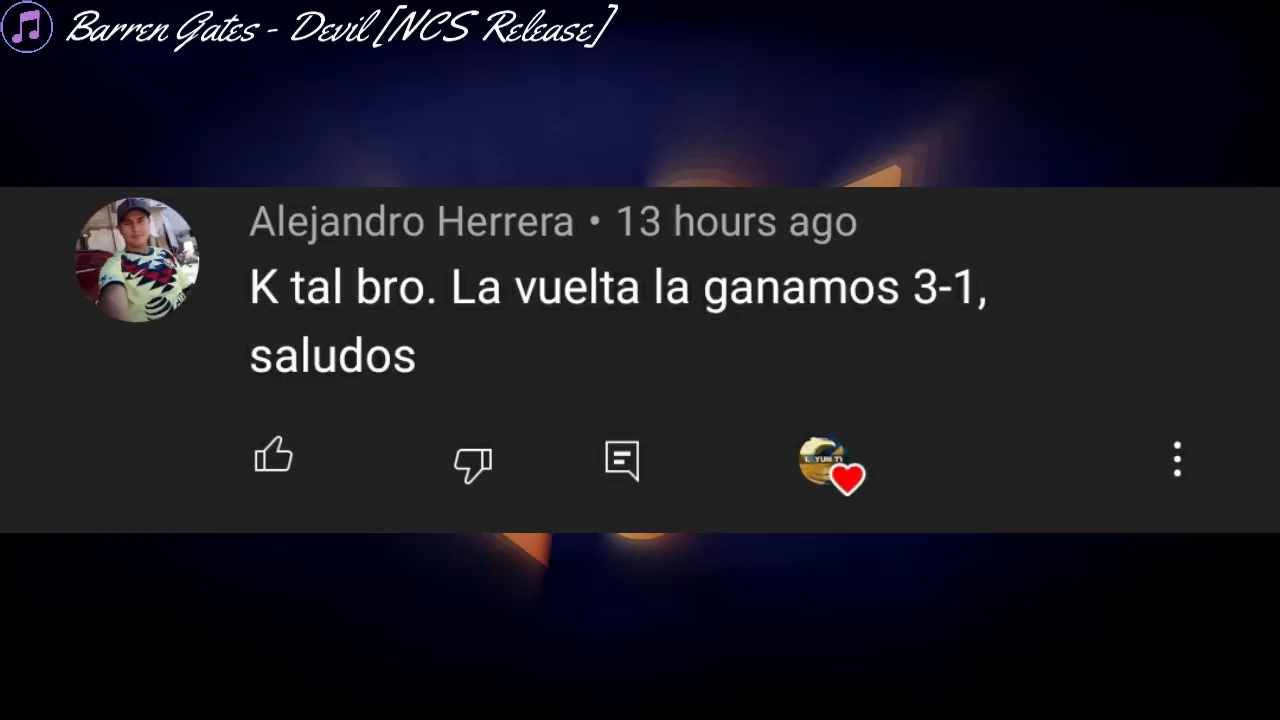 Barren Gates - Devil [NCS Release]
Alejandro Herrera • 13 hours ago
K tal bro. La vuelta la ganamos 3-1,
saludos